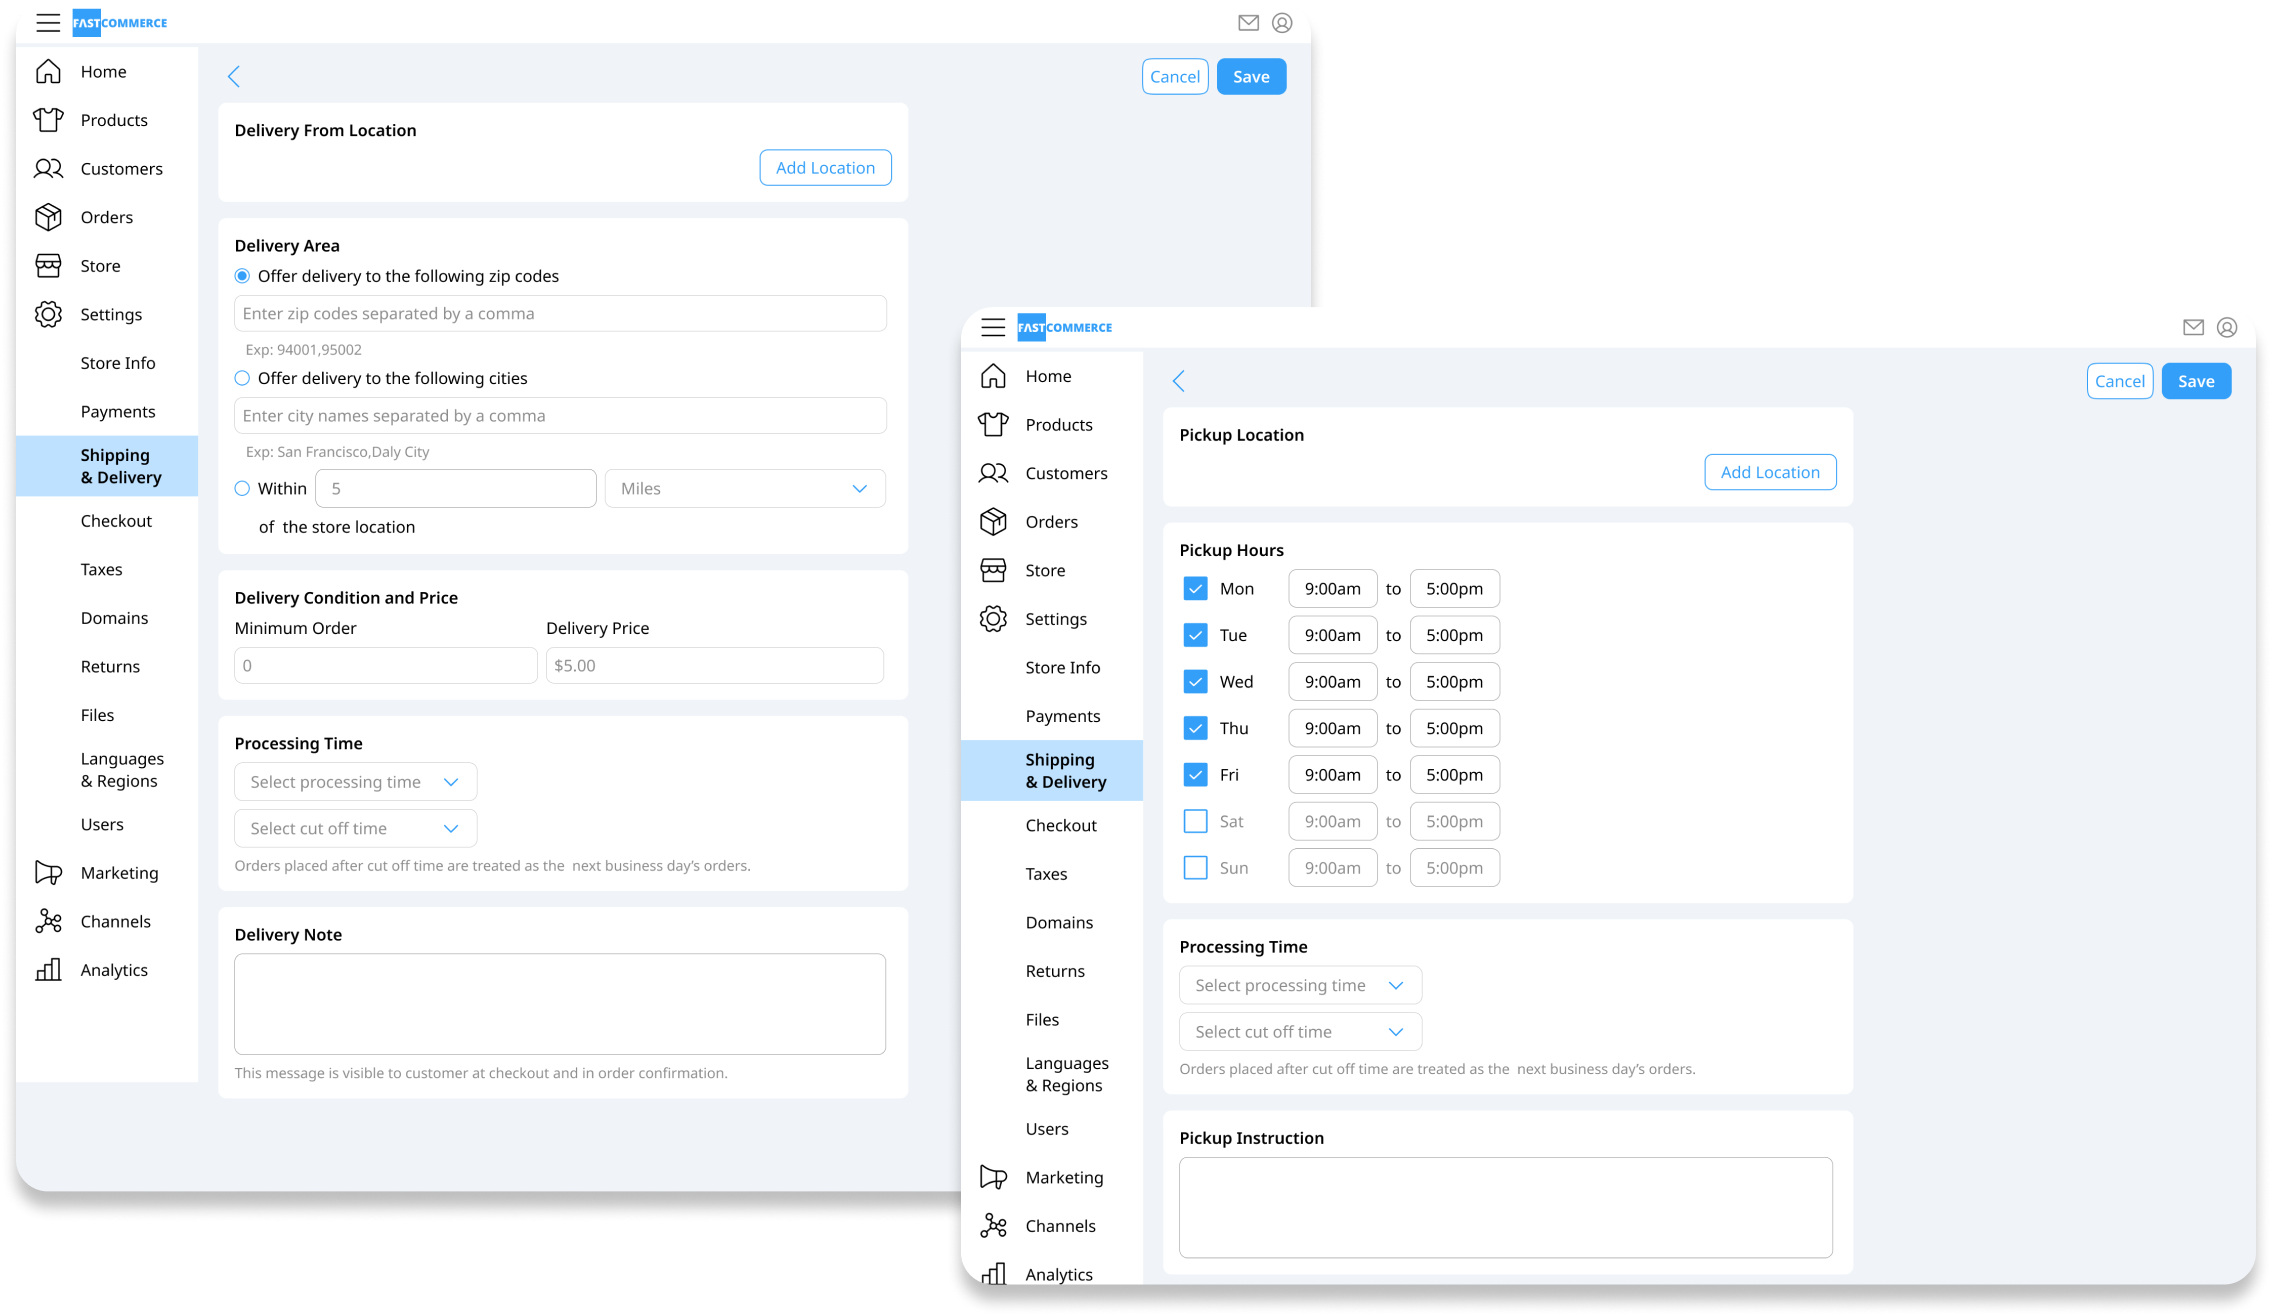 FASTCOMMERCE
Home
Products
Customers
Orders
Store
Settings
Store Info
Payments
Shipping
& Delivery
Checkout
Taxes
Domains
Returns
Files
Languages
& Regions
Users
Marketing
Channels
Analytics
Cancel Save
Delivery From Location
Add Location
Delivery Area
Offer delivery to the following zip codes
Enter zip codes separated by a comma
Exp: 94001,95002
Offer delivery to the following cities
Enter city names separated by a comma
Exp: San Francisco,Daly City
Within 5 Miles
of the store location
Delivery Condition and Price
Minimum Order Delivery Price
0 $5.00
Processing Time
Select processing time
Select cut off time
Orders placed after cut off time are treated as the next business day's orders.
Delivery Note
This message is visible to customer at checkout and in order confirmation.
FASTCOMMERCE
Home
Products
Customers
Orders
Store
Settings
Store Info
Payments
Shipping
& Delivery
Checkout
Taxes
Domains
Returns
Files
Languages
& Regions
Users
Marketing
Channels
Analytics
Cancel Save
Pickup Location
Add Location
Pickup Hours
Mon 9:00am to 5:00pm
Tue 9:00am to 5:00pm
Wed 9:00am to 5:00pm
Thu 9:00am to 5:00pm
Fri 9:00am to 5:00pm
Sat 9:00am to 5:00pm
Sun 9:00am to 5:00pm
Processing Time
Select processing time
Select cut off time
Orders placed after cut off time are treated as the next business day's orders.
Pickup Instruction